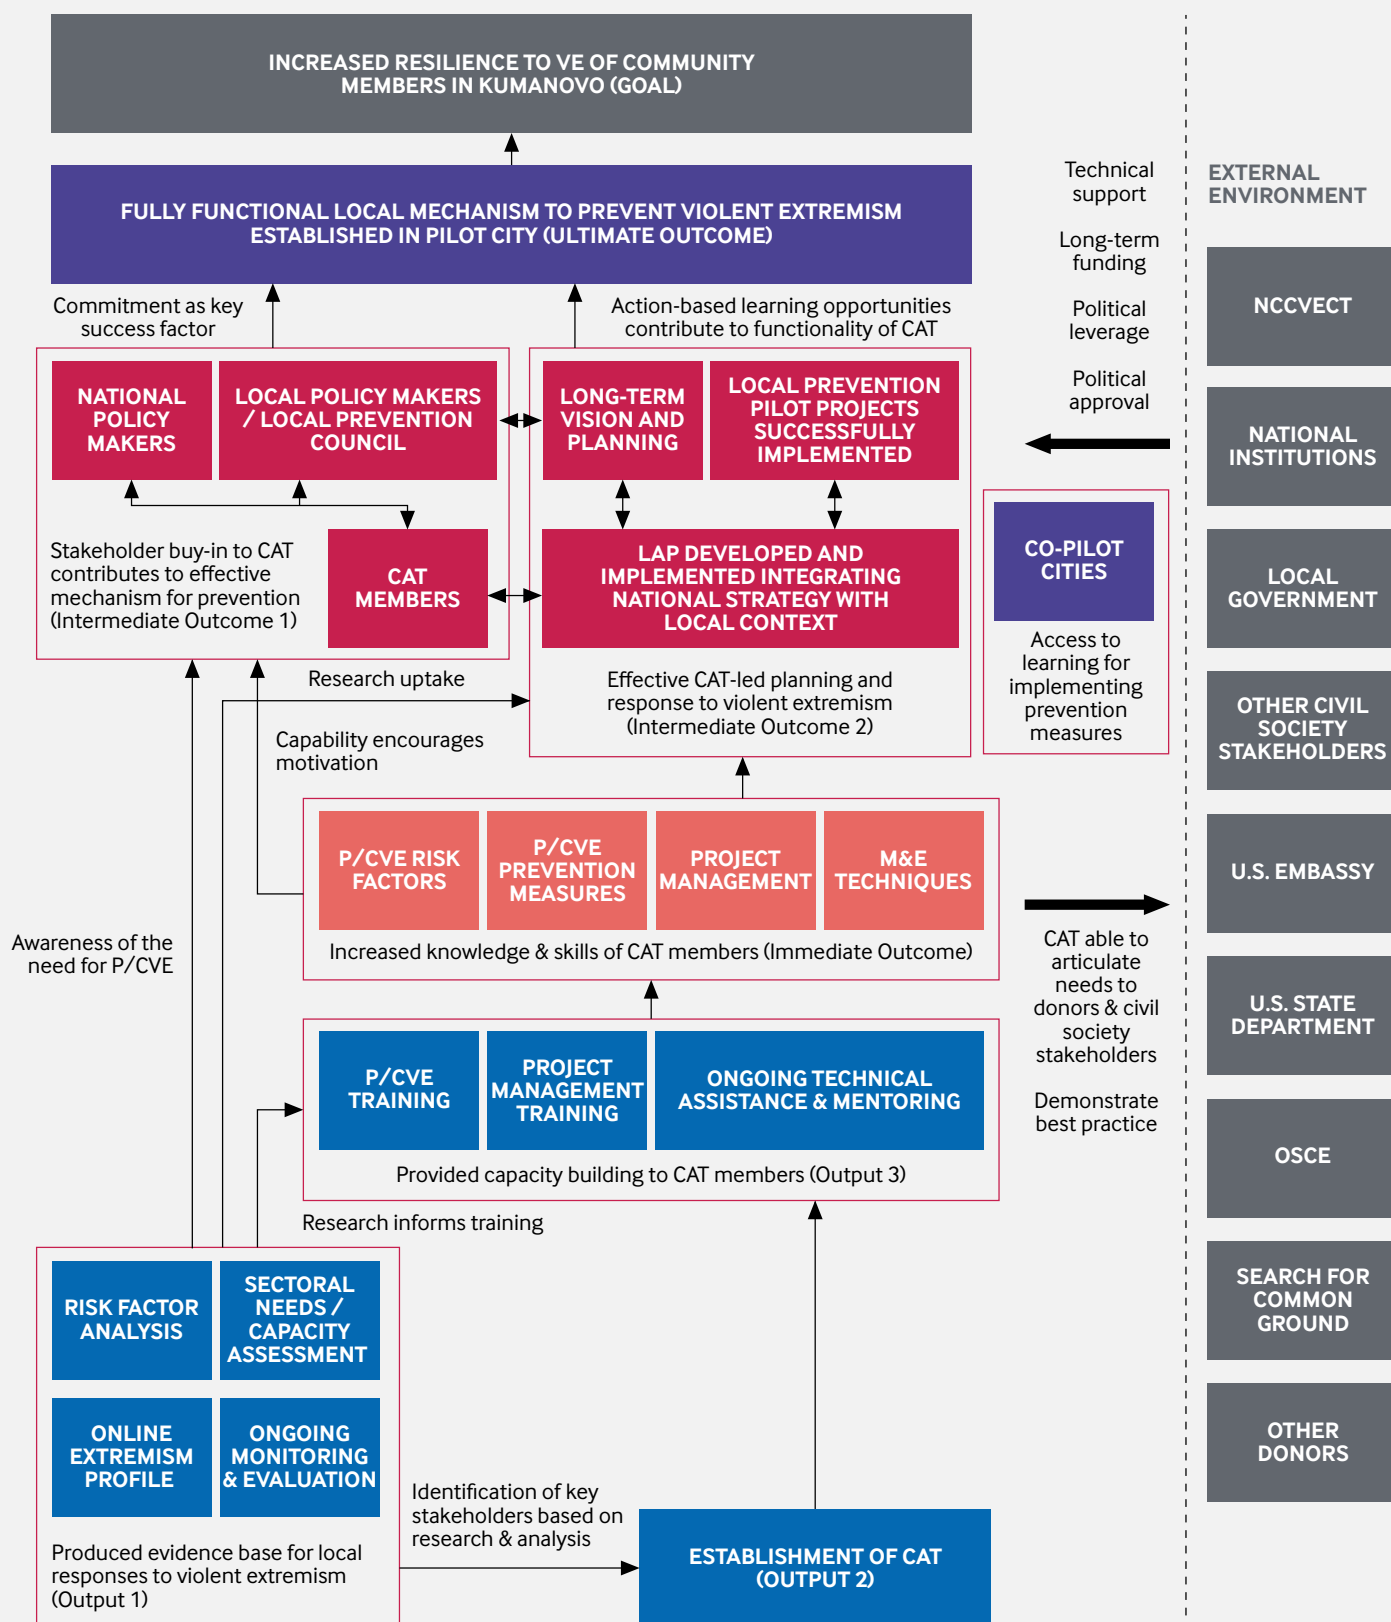 INCREASED RESILIENCE TO VE OF COMMUNITY
MEMBERS IN KUMANOVO (GOAL)
FULLY FUNCTIONAL LOCAL MECHANISM TO PREVENT VIOLENT EXTREMISM
ESTABLISHED IN PILOT CITY (ULTIMATE OUTCOME)
Commitment as key
success factor
Action-based learning opportunities
contribute to functionality of CAT
NATIONAL
POLICY
MAKERS
LOCAL POLICY MAKERS
/ LOCAL PREVENTION
COUNCIL
LONG-TERM
VISION AND
PLANNING
LOCAL PREVENTION
PILOT PROJECTS
SUCCESSFULLY
IMPLEMENTED
Stakeholder buy-in to CAT
contributes to effective
mechanism for prevention
(Intermediate Outcome 1)
CAT
MEMBERS
LAP DEVELOPED AND
IMPLEMENTED INTEGRATING
NATIONAL STRATEGY WITH
LOCAL CONTEXT
Effective CAT-led planning and
response to violent extremism
(Intermediate Outcome 2)
Research uptake
Capability encourages
motivation
P/CVE RISK
FACTORS
P/CVE
PREVENTION
MEASURES
PROJECT
MANAGEMENT
M&E
TECHNIQUES
Increased knowledge & skills of CAT members (Immediate Outcome)
Awareness of the
need for P/CVE
P/CVE
TRAINING
PROJECT
MANAGEMENT
TRAINING
ONGOING TECHNICAL
ASSISTANCE & MENTORING
Provided capacity building to CAT members (Output 3)
Research informs training
RISK FACTOR
ANALYSIS
SECTORAL
NEEDS /
CAPACITY
ASSESSMENT
ONLINE
EXTREMISM
PROFILE
ONGOING
MONITORING
& EVALUATION
Produced evidence base for local
responses to violent extremism
(Output 1)
Identification of key
stakeholders based on
research & analysis
ESTABLISHMENT OF CAT
(OUTPUT 2)
Technical
support
Long-term
funding
Political
leverage
Political
approval
CO-PILOT
CITIES
Access to
learning for
implementing
prevention
measures
CAT able to
articulate
needs to
donors & civil
society
stakeholders
Demonstrate
best practice
EXTERNAL
ENVIRONMENT
NCCVECT
NATIONAL
INSTITUTIONS
LOCAL
GOVERNMENT
OTHER CIVIL
SOCIETY
STAKEHOLDERS
U.S. EMBASSY
U.S. STATE
DEPARTMENT
OSCE
SEARCH FOR
COMMON
GROUND
OTHER
DONORS